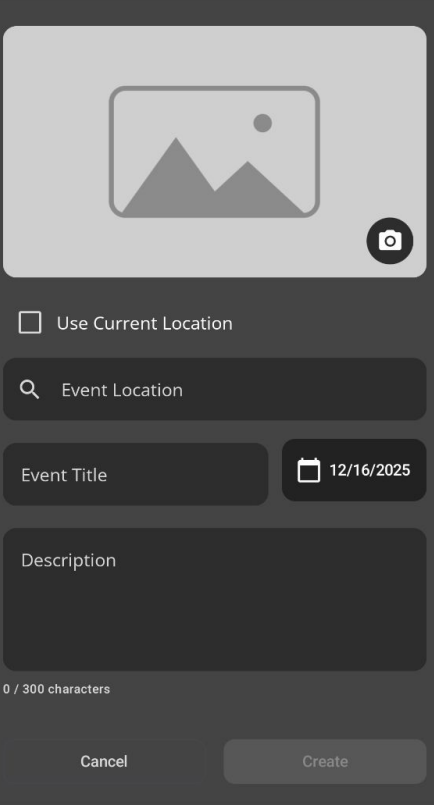 Use Current Location
Event Location
Event Title
12/16/2025
Description
0 / 300 characters
Cancel
Create